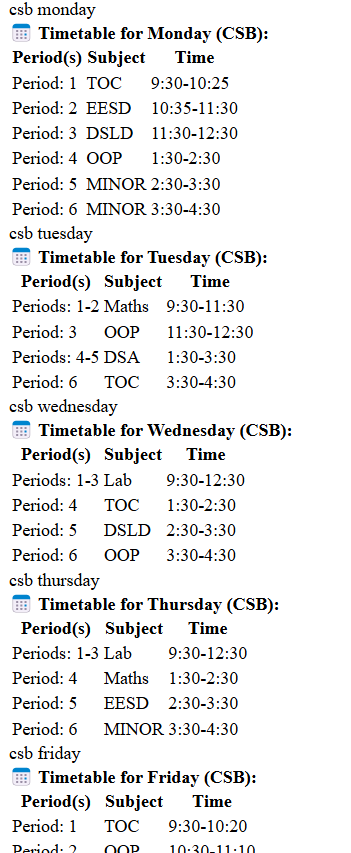 csb monday
Timetable for Monday (CSB):
Period(s) Subject Time
Period: 1 TOC 9:30-10:25
Period: 2 EESD 10:35-11:30
Period: 3 DSLD 11:30-12:30
Period: 4 OOP 1:30-2:30
Period: 5 MINOR 2:30-3:30
Period: 6 MINOR 3:30-4:30
csb tuesday
Timetable for Tuesday (CSB):
Period(s) Subject Time
Periods: 1-2 Maths 9:30-11:30
Period: 3 OOP 11:30-12:30
Periods: 4-5 DSA 1:30-3:30
Period: 6 TOC 3:30-4:30
csb wednesday
Timetable for Wednesday (CSB):
Period(s) Subject Time
Periods: 1-3 Lab 9:30-12:30
Period: 4 TOC 1:30-2:30
Period: 5 DSLD 2:30-3:30
Period: 6 OOP 3:30-4:30
csb thursday
Timetable for Thursday (CSB):
Period(s) Subject Time
Periods: 1-3 Lab 9:30-12:30
Period: 4 Maths 1:30-2:30
Period: 5 EESD 2:30-3:30
Period: 6 MINOR 3:30-4:30
csb friday
Timetable for Friday (CSB):
Period(s) Subject Time
Period: 1 TOC 9:30-10:20
Period: 2 OOP 10:30-11:10